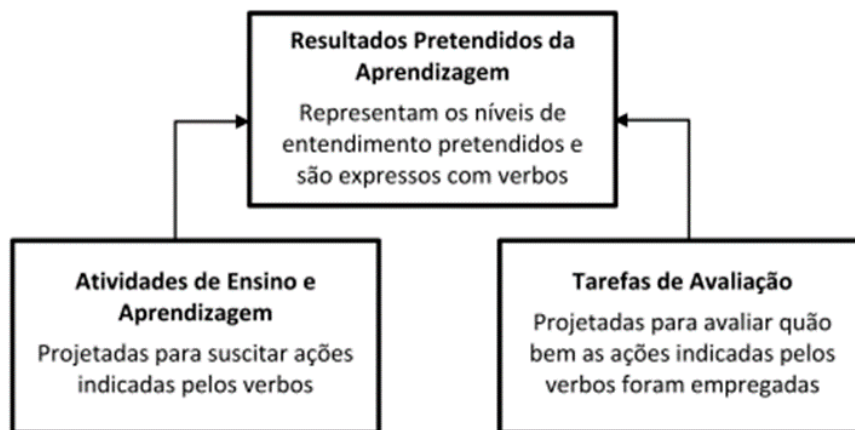 Resultados Pretendidos da
Aprendizagem
Representam os níveis de
entendimento pretendidos e
são expressos com verbos
Atividades de Ensino e
Aprendizagem
Projetadas para suscitar ações
indicadas pelos verbos
Tarefas de Avaliação
Projetadas para avaliar quão
bem as ações indicadas pelos
verbos foram empregadas